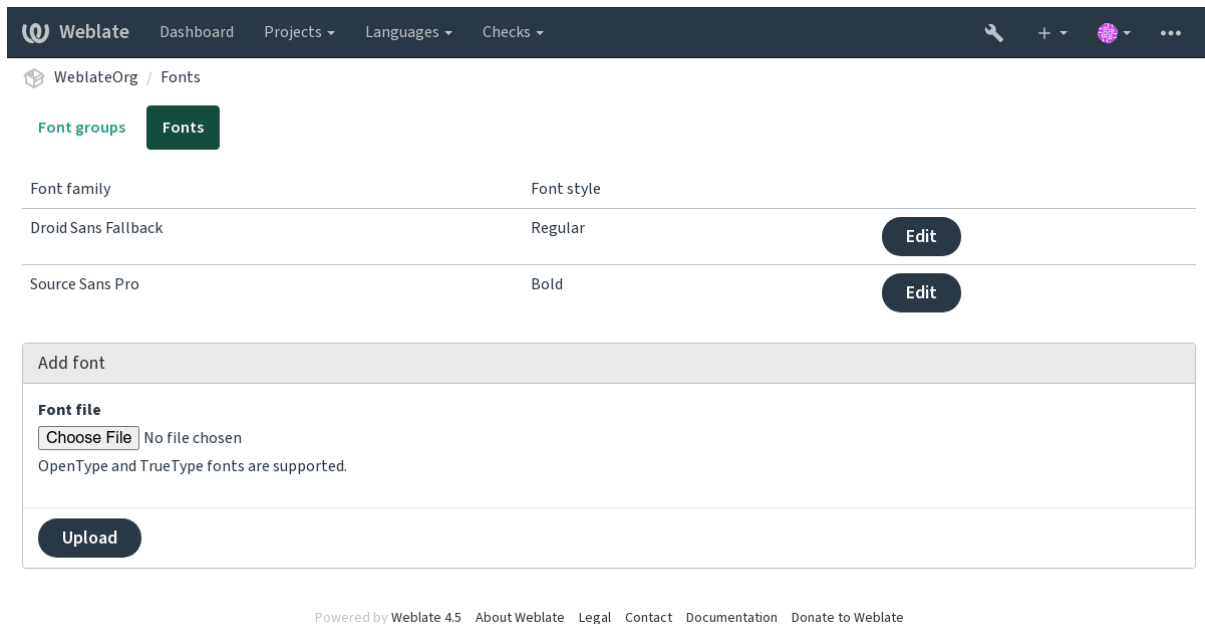 Weblate Dashboard Projects Languages Checks
WeblateOrg / Fonts
Font groups Fonts
Font family Font style
Droid Sans Fallback Regular Edit
Source Sans Pro Bold Edit
Add font
Font file
Choose File No file chosen
OpenType and TrueType fonts are supported.
Upload
Powered by Weblate 4.5 About Weblate Legal Contact Documentation Donate to Weblate